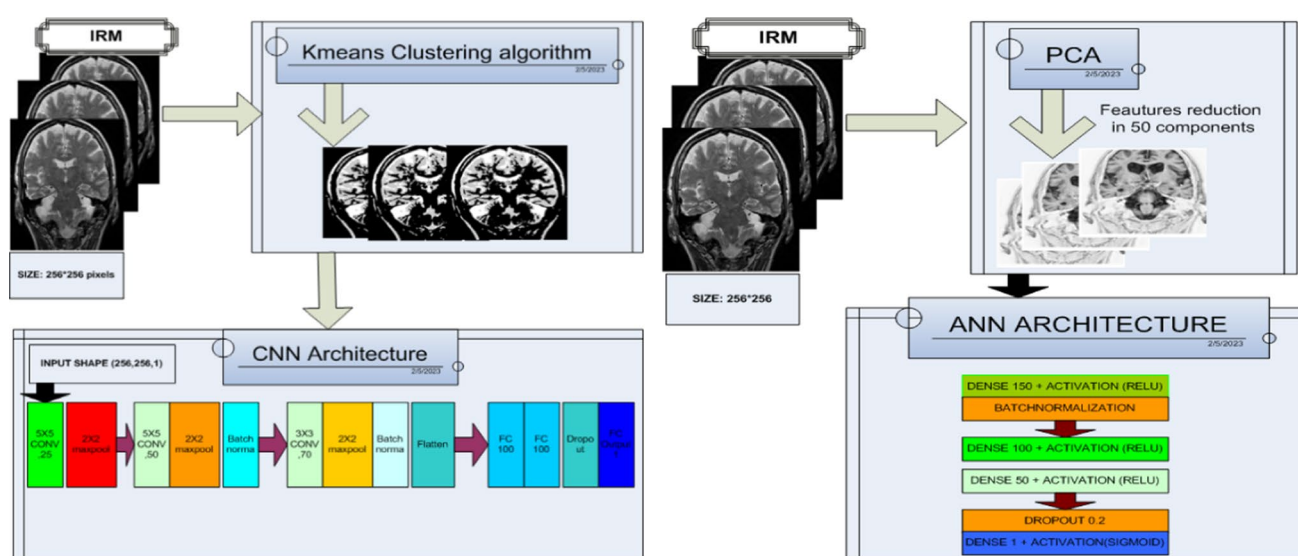 IRM
Kmeans Clustering algorithm
2/5/2023
SIZE: 256*256 pixels
CNN Architecture
2/5/2023
INPUT SHAPE (256,256,1)
5X5
CONV
,25
2X2
maxpool
5X5
CONV
,50
2X2
maxpool
Batch
norma
3X3
CONV
,70
2X2
maxpool
Batch
norma
Flatten
FC
100
FC
100
Dropo
ut
FC
IRM
PCA
2/5/2023
Feautures reduction
in 50 components
SIZE: 256*256
ANN ARCHITECTURE
2/5/2023
DENSE 150 + ACTIVATION (RELU)
BATCHNORMALIZATION
DENSE 100 + ACTIVATION (RELU)
DENSE 50 + ACTIVATION (RELU)
DROPOUT 0.2
DENSE 1 + ACTIVATION(SIGMOID)